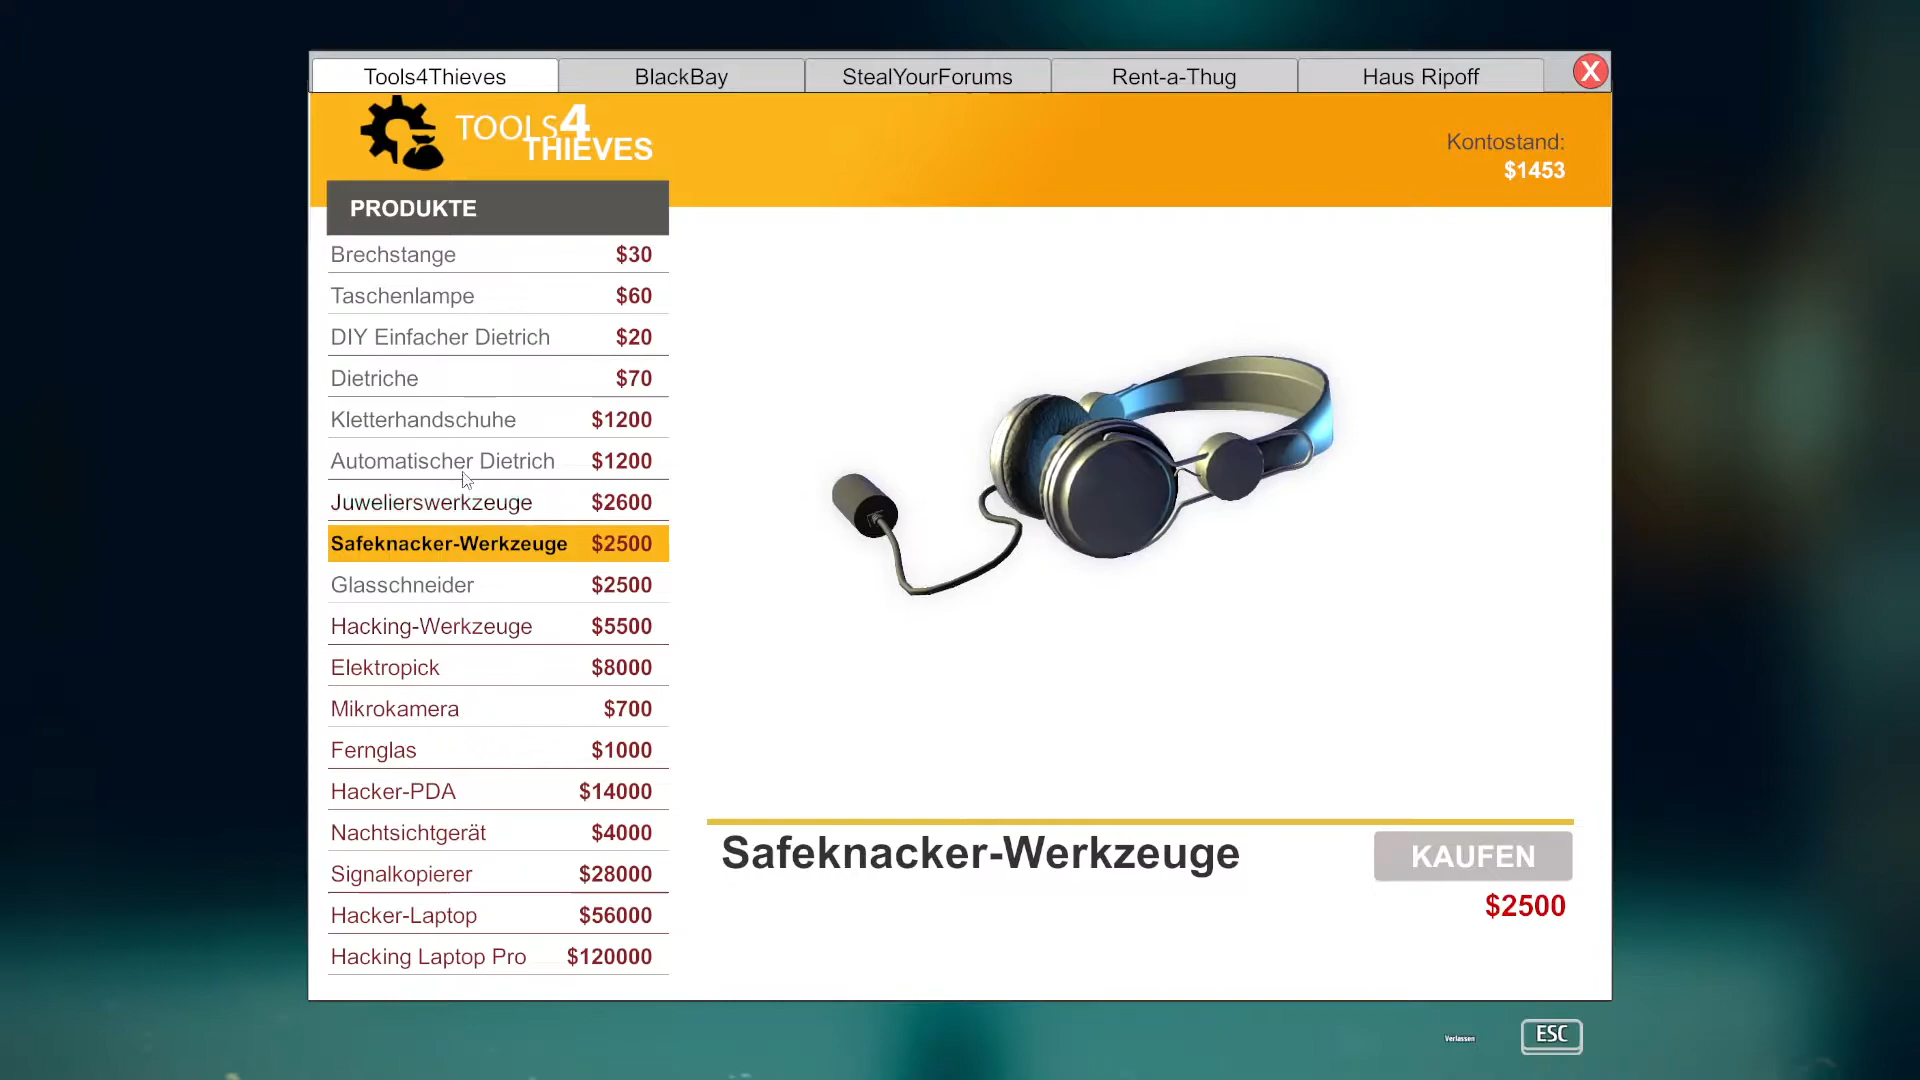 Tools4Thieves BlackBay StealYourForums Rent-a-Thug Haus Ripoff X
TOOLS4
THIEVES
Kontostand:
$1453
PRODUKTE
Brechstange $30
Taschenlampe $60
DIY Einfacher Dietrich $20
Dietriche $70
Kletterhandschuhe $1200
Automatischer Dietrich $1200
Juwelierswerkzeuge $2600
Safeknacker-Werkzeuge $2500
Glasschneider $2500
Hacking-Werkzeuge $5500
Elektropick $8000
Mikrokamera $700
Fernglas $1000
Hacker-PDA $14000
Nachtsichtgerät $4000
Signalkopierer $28000
Hacker-Laptop $56000
Hacking Laptop Pro $120000
Safeknacker-Werkzeuge
KAUFEN
$2500
Verlassen ESC